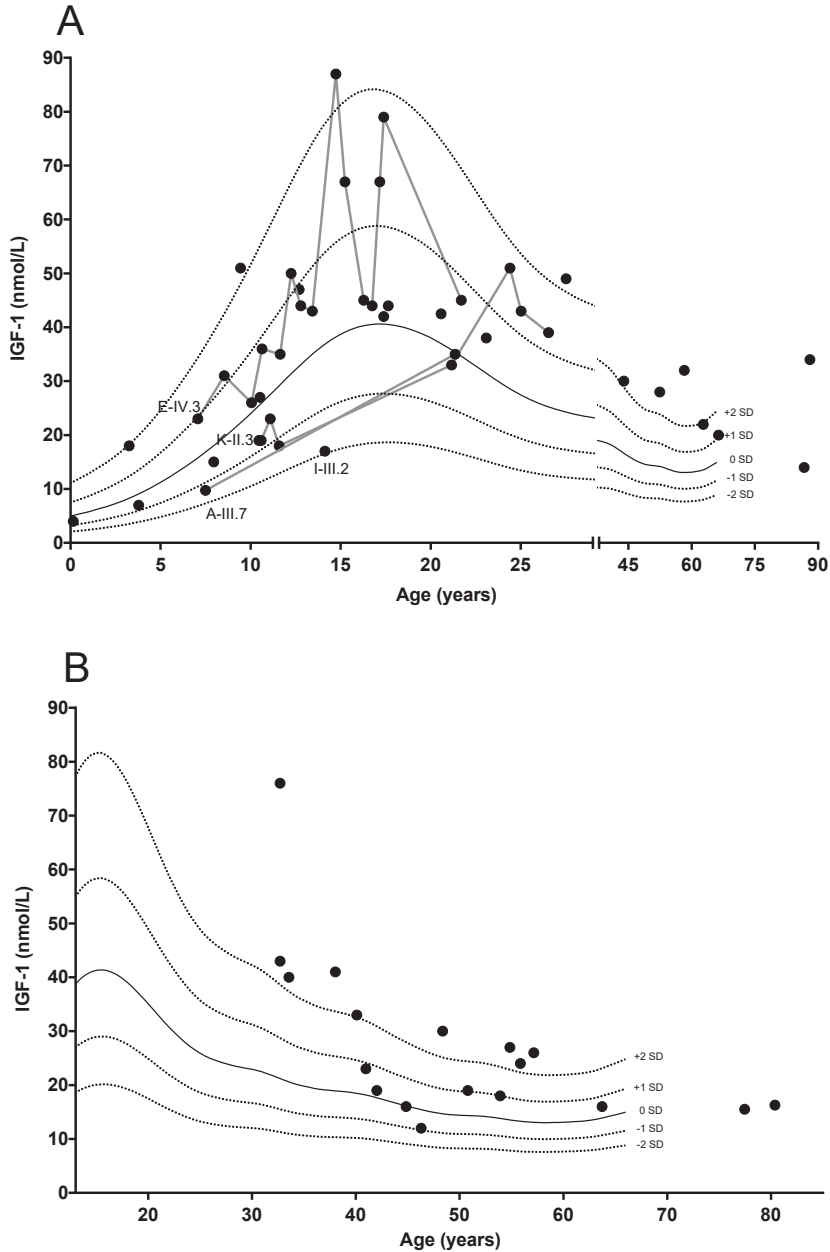 A
90
80
70
60
50
40
30
20
10
0
IGF-1 (nmol/L)
E-IV.3
K-II.3
I-III.2
A-III.7
+2 SD
+1 SD
0 SD
-1 SD
-2 SD
0 5 10 15 20 25 45 60 75 90
Age (years)
B
90
80
70
60
50
40
30
20
10
0
IGF-1 (nmol/L)
+2 SD
+1 SD
0 SD
-1 SD
-2 SD
20 30 40 50 60 70 80
Age (years)